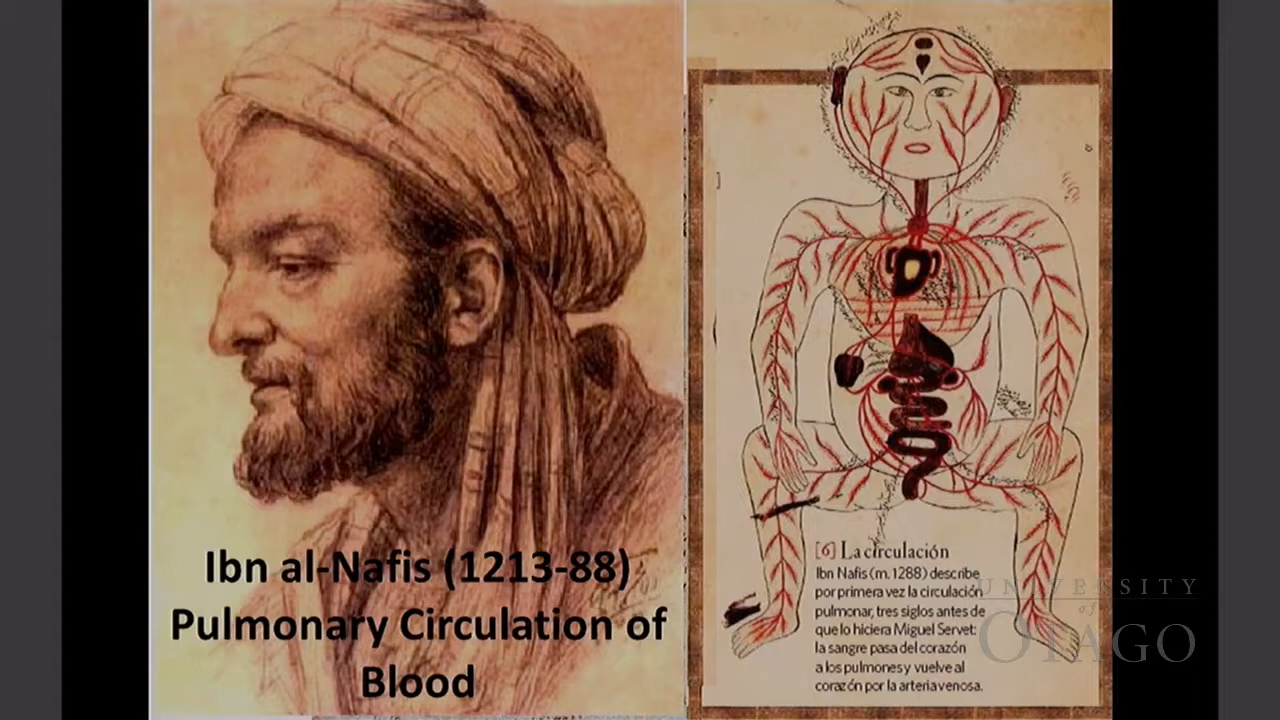 Ibn al-Nafis (1213-88)
Pulmonary Circulation of
Blood
[6] La circulación
Ibn Nafis (m. 1288) describe
por primera vez la circulación
pulmonar, tres siglos antes de
que lo hiciera Miguel Servet:
la sangre pasa del corazón
a los pulmones y vuelve al
corazón por la arteria venosa.
UNIVERSITY
of
OTAGO